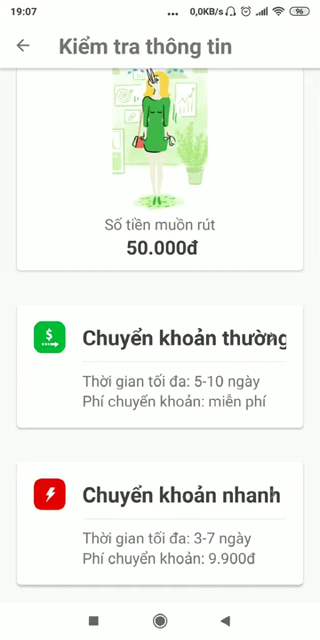 19:07
... 0,0KB/s 96
Kiểm tra thông tin
Số tiền muốn rút
50.000đ
$
Chuyển khoản thường
Thời gian tối đa: 5-10 ngày
Phí chuyển khoản: miễn phí
Chuyển khoản nhanh
Thời gian tối đa: 3-7 ngày
Phí chuyển khoản: 9.900đ